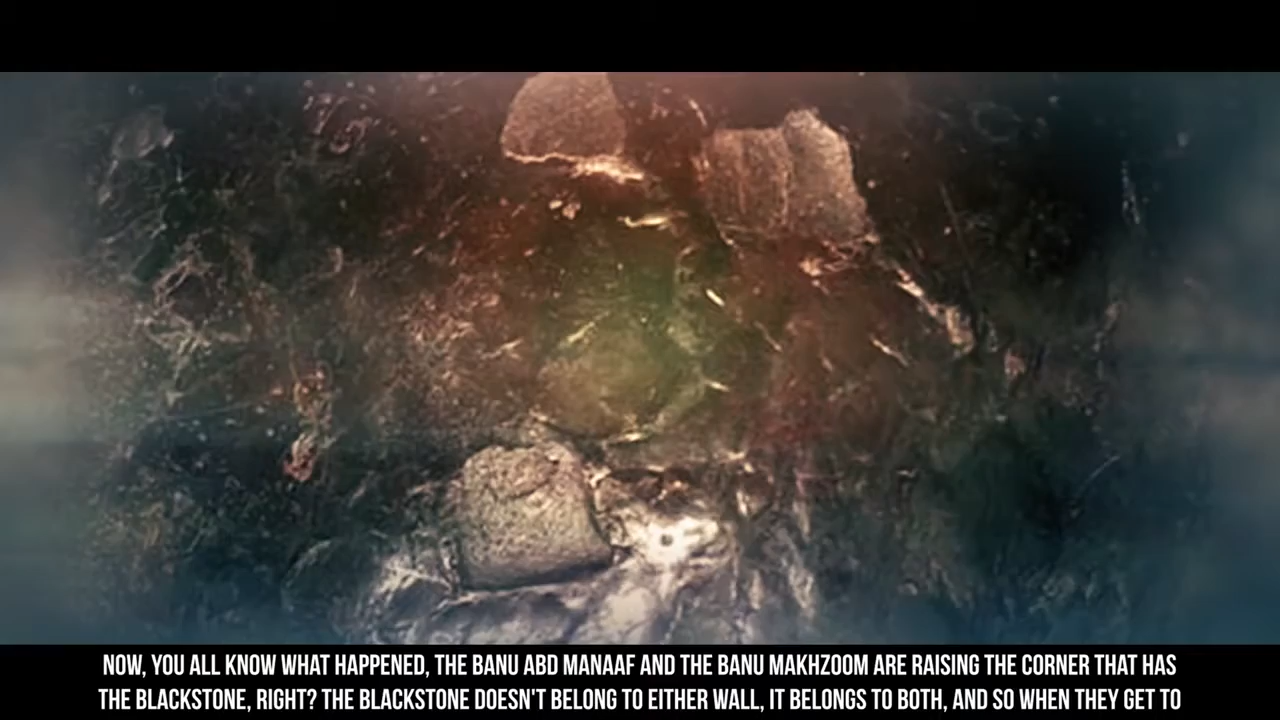 NOW, YOU ALL KNOW WHAT HAPPENED, THE BANU ABD MANAAF AND THE BANU MAKHZOOM ARE RAISING THE CORNER THAT HAS
THE BLACKSTONE, RIGHT? THE BLACKSTONE DOESN'T BELONG TO EITHER WALL, IT BELONGS TO BOTH, AND SO WHEN THEY GET TO